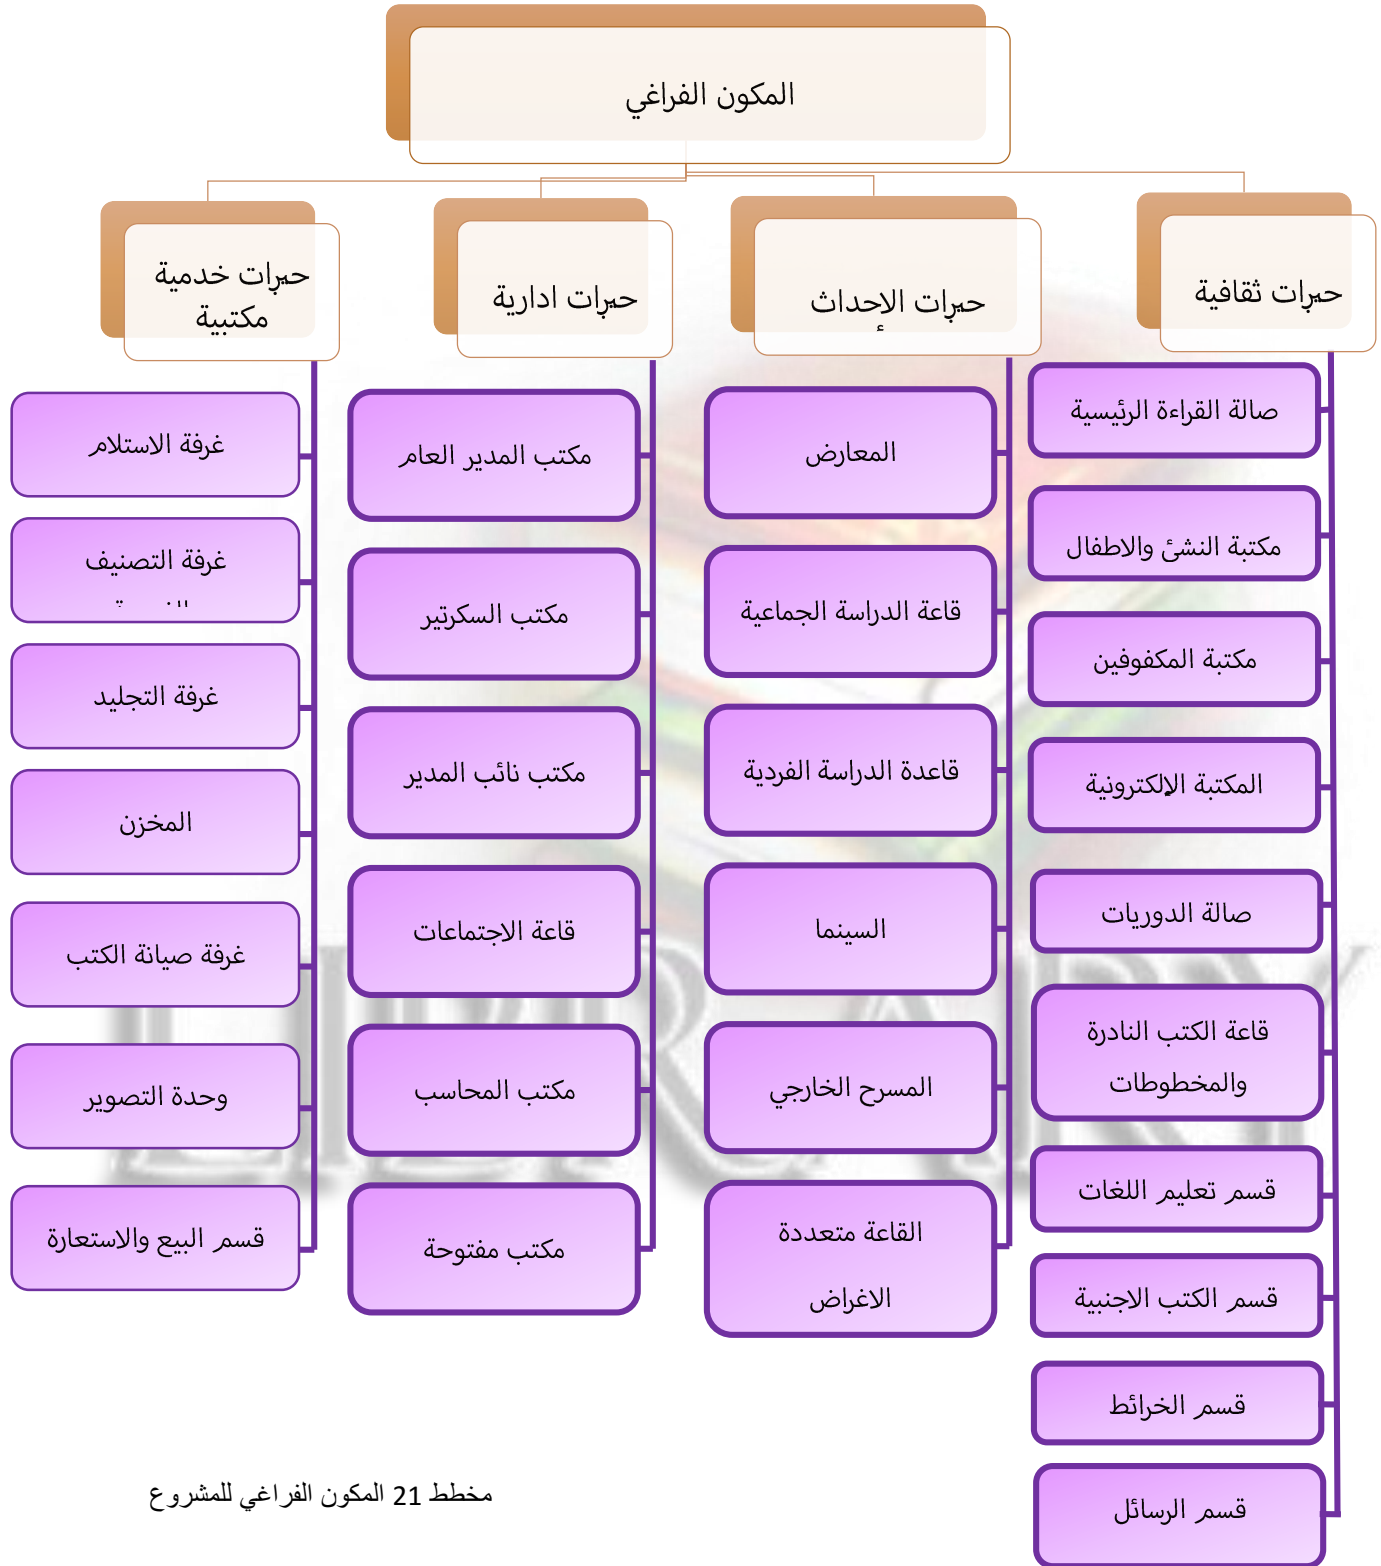 المكون الفراغي
حيزات ثقافية
حيزات الاحداث
حيزات ادارية
حيزات خدمية
مكتبية
صالة القراءة الرئيسية
مكتبة النشئ والاطفال
مكتبة المكفوفين
المكتبة الإلكترونية
صالة الدوريات
قاعة الكتب النادرة
والمخطوطات
قسم تعليم اللغات
قسم الكتب الاجنبية
قسم الخرائط
قسم الرسائل
المعارض
قاعة الدراسة الجماعية
قاعدة الدراسة الفردية
السينما
المسرح الخارجي
القاعة متعددة
الاغراض
مكتب المدير العام
مكتب السكرتير
مكتب نائب المدير
قاعة الاجتماعات
مكتب المحاسب
مكتب مفتوحة
غرفة الاستلام
غرفة التصنيف
غرفة التجليد
المخزن
غرفة صيانة الكتب
وحدة التصوير
قسم البيع والاستعارة
LIBRARY
مخطط 21 المكون الفراغي للمشروع